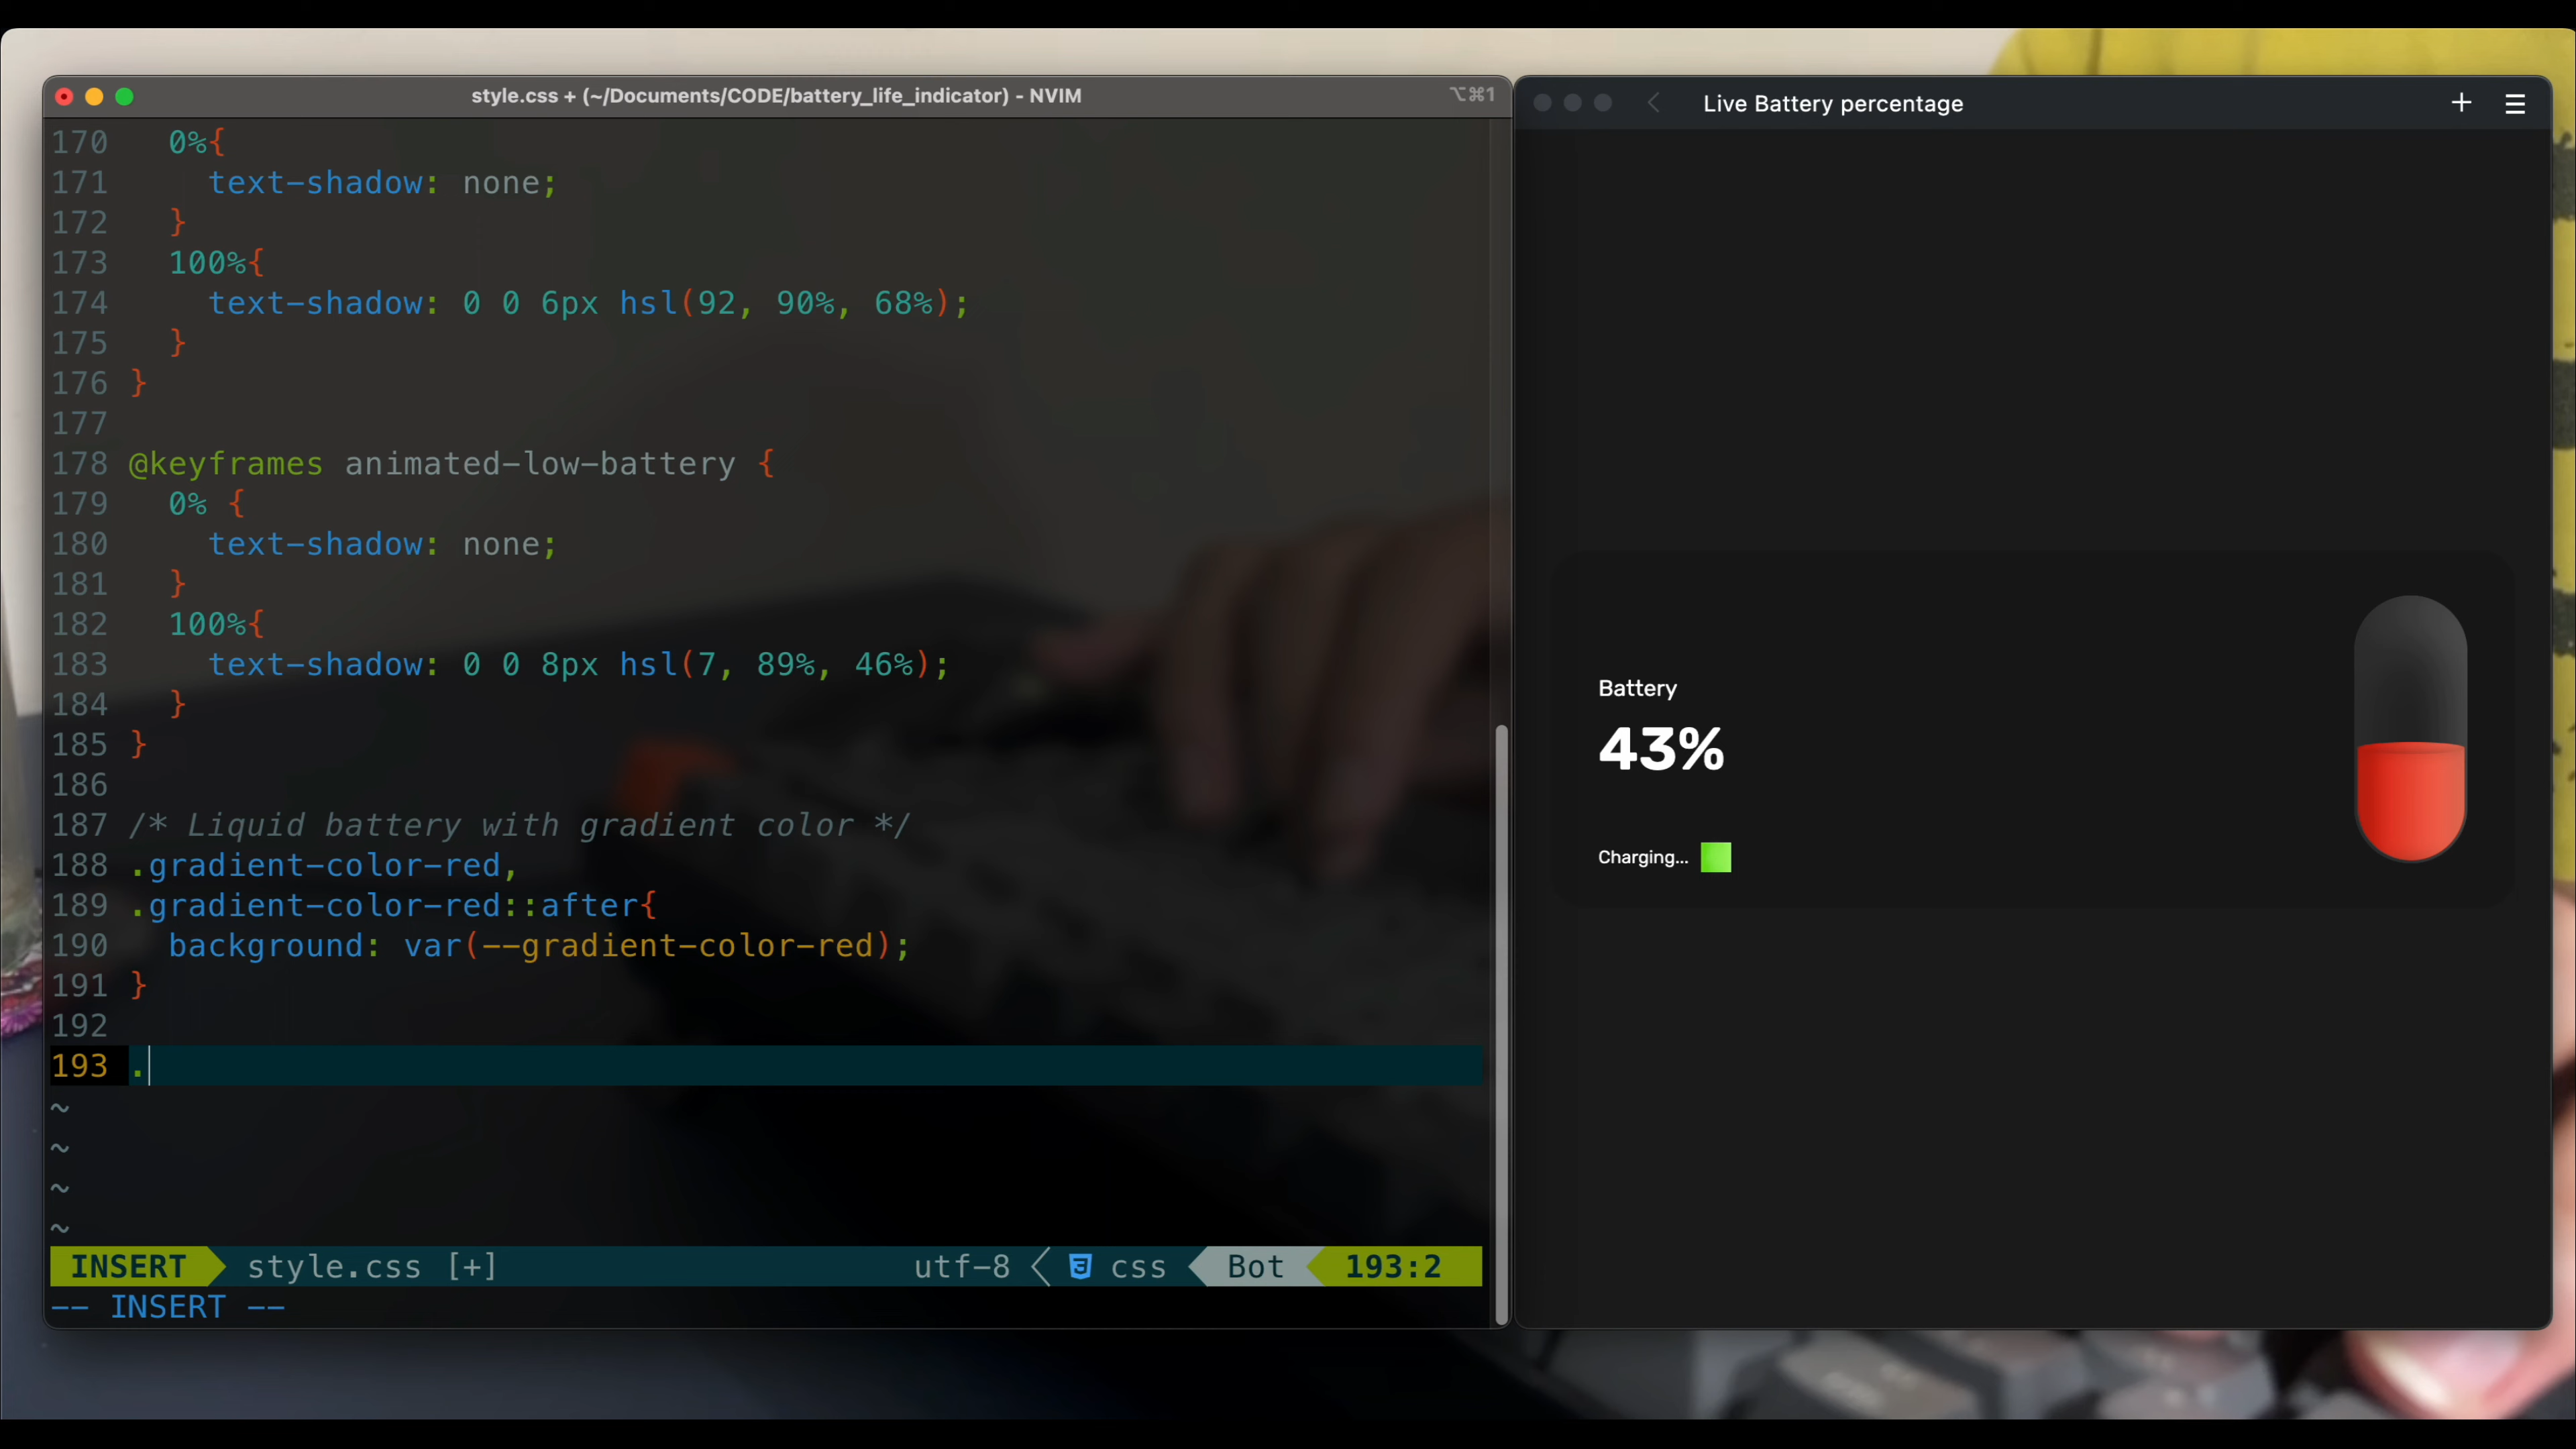 style.css + (~/Documents/CODE/battery_life_indicator) - NVIM
⌥⌘1
170 0%{
171 text-shadow: none;
172 }
173 100%{
174 text-shadow: 0 0 6px hsl(92, 90%, 68%);
175 }
176 }
177
178 @keyframes animated-low-battery {
179 0% {
180 text-shadow: none;
181 }
182 100%{
183 text-shadow: 0 0 8px hsl(7, 89%, 46%);
184 }
185 }
186
187 /* Liquid battery with gradient color */
188 .gradient-color-red,
189 .gradient-color-red::after{
190 background: var(--gradient-color-red);
191 }
192
193 .
~
~
~
~
INSERT style.css [+] utf-8 css Bot 193:2
-- INSERT --
Live Battery percentage
Battery
43%
Charging...